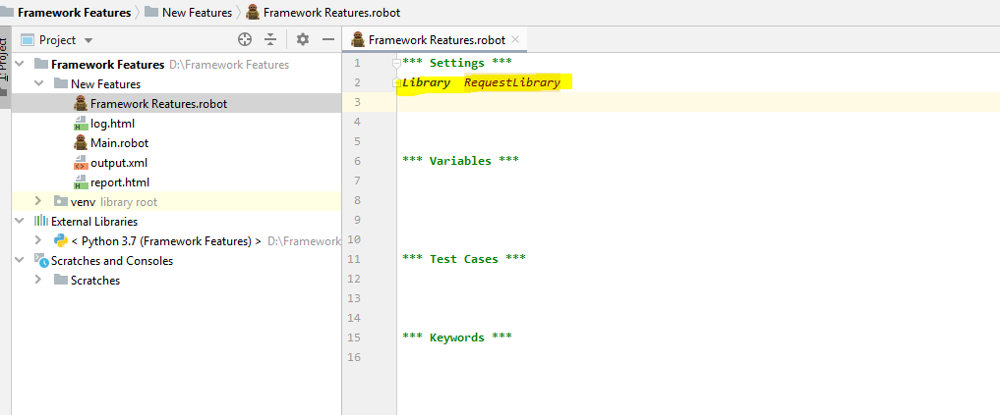 Framework Features New Features Framework Reatures.robot
Project
Framework Reatures.robot
1: Project
Framework Features D:\Framework Features
New Features
Framework Reatures.robot
log.html
Main.robot
output.xml
report.html
venv library root
External Libraries
< Python 3.7 (Framework Features) > D:\Framework
Scratches and Consoles
Scratches
1 *** Settings ***
2 Library RequestLibrary
3
4
5
6 *** Variables ***
7
8
9
10
11 *** Test Cases ***
12
13
14
15 *** Keywords ***
16